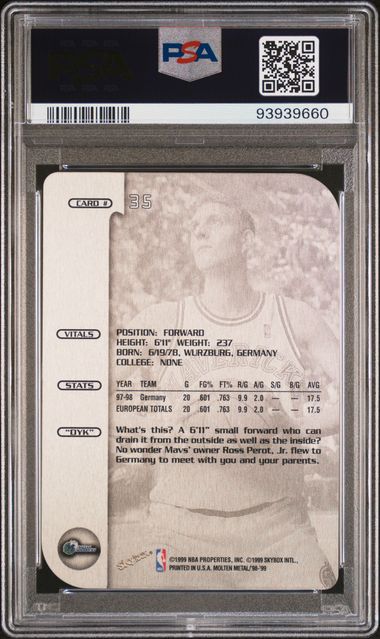 PSA
93939660
CARD # 35
VITALS
POSITION: FORWARD
HEIGHT: 6'11" WEIGHT: 237
BORN: 6/19/78, WURZBURG, GERMANY
COLLEGE: NONE
STATS
YEAR TEAM G FG% FT% R/G A/G S/G B/G AVG
97-98 Germany 20 .601 .763 9.9 2.0 — — 17.5
EUROPEAN TOTALS 20 .601 .763 9.9 2.0 — — 17.5
"DYK"
What's this? A 6'11" small forward who can
drain it from the outside as well as the inside?
No wonder Mavs' owner Ross Perot, Jr. flew to
Germany to meet with you and your parents.
SKYBOX
©1999 NBA PROPERTIES, INC. ©1999 SKYBOX INTL.,
PRINTED IN U.S.A. MOLTEN METAL/'98-'99